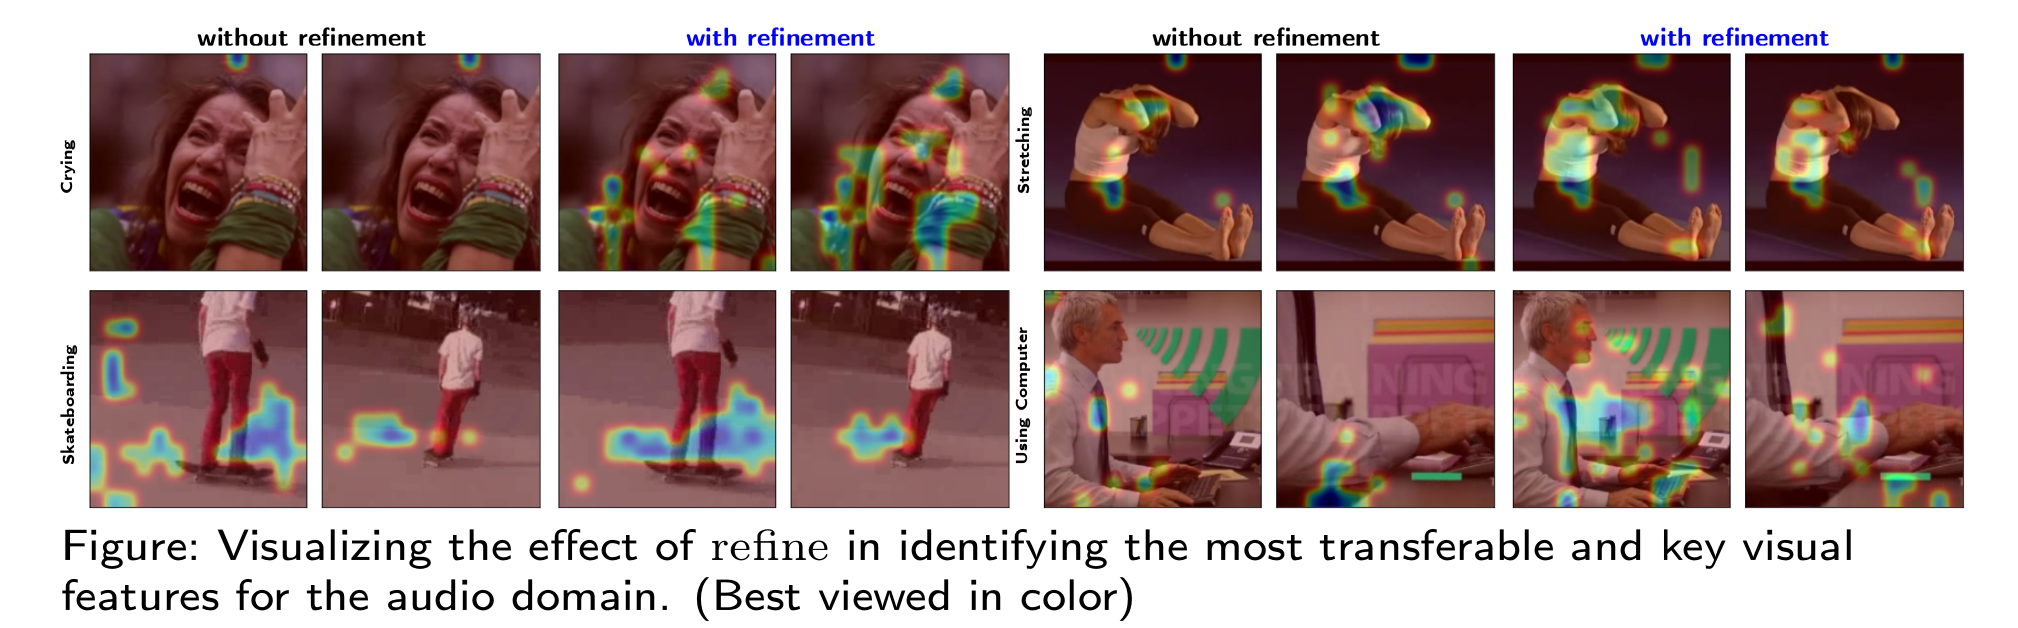 without refinement
with refinement
without refinement
with refinement
Crying
Stretching
Skateboarding
Using Computer
Figure: Visualizing the effect of refine in identifying the most transferable and key visual
features for the audio domain. (Best viewed in color)